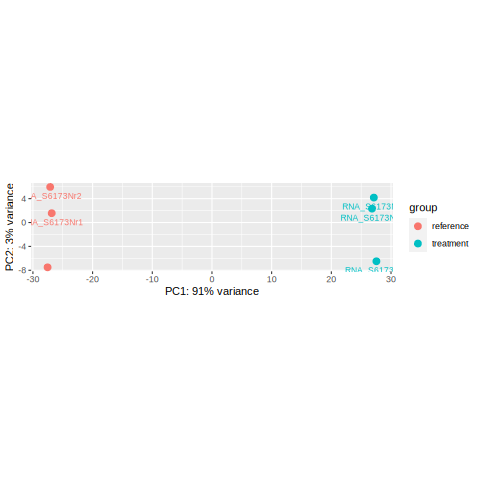 PC2: 3% variance
4
0
-4
-8
A_S6173Nr2
A_S6173Nr1
RNA_S6173
RNA_S6173N
RNA_S6173
-30
-20
-10
0
10
20
30
PC1: 91% variance
group
reference
treatment